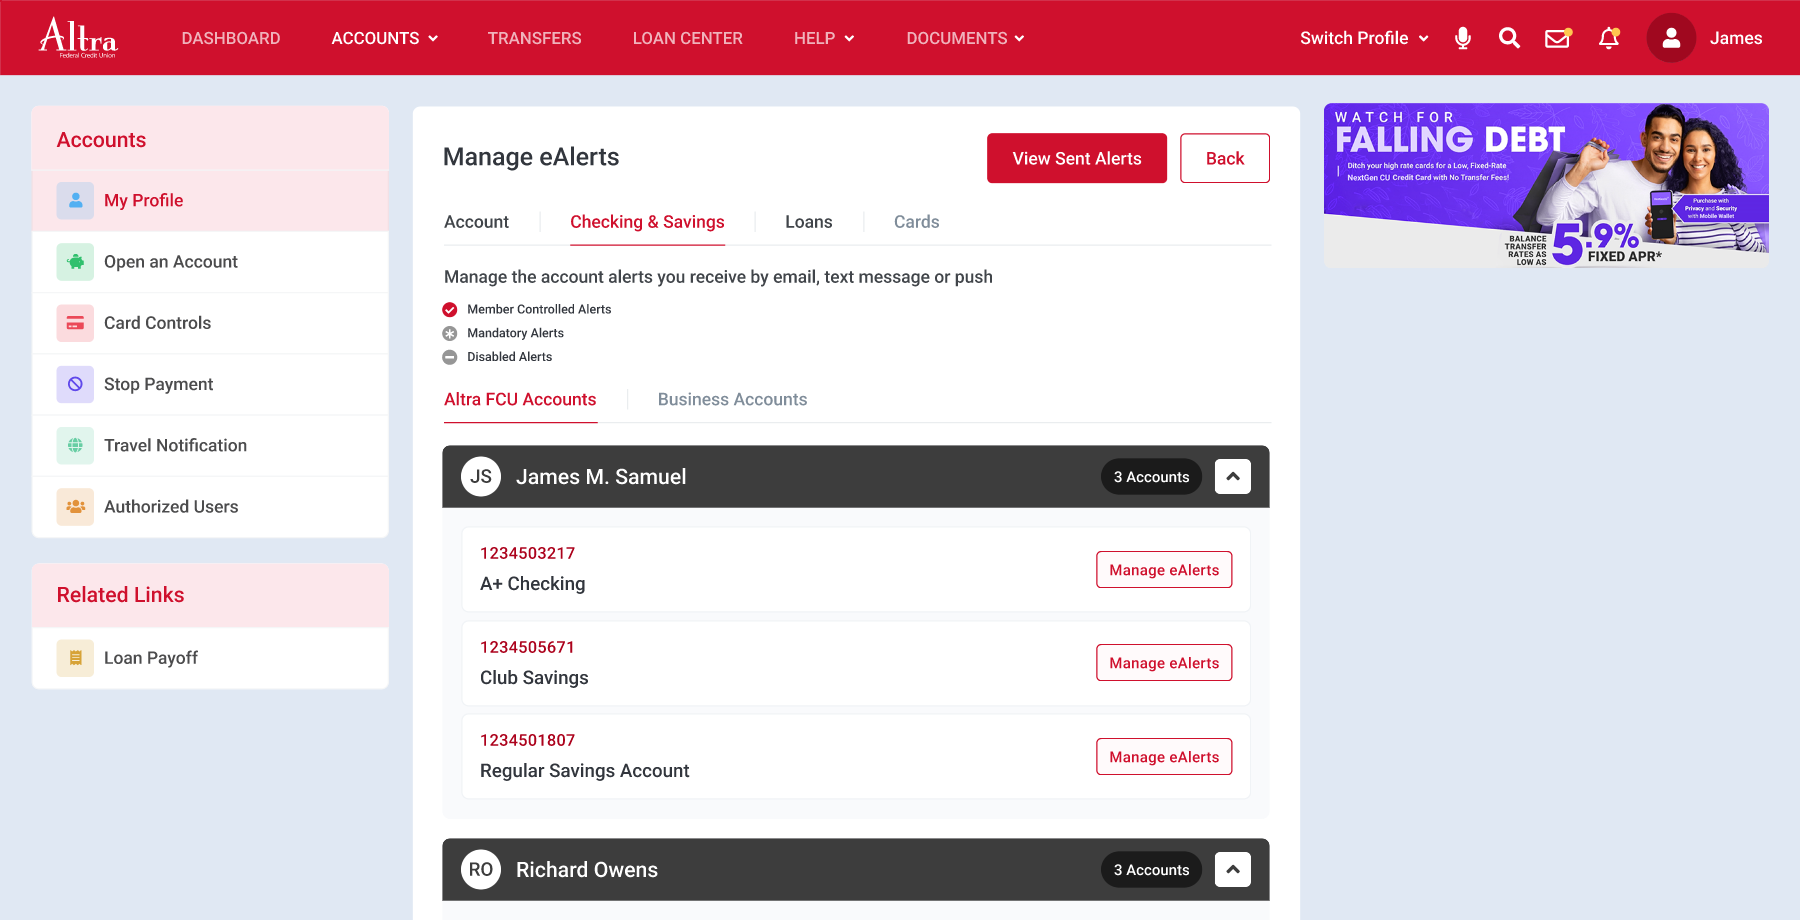 Altra
Federal Credit Union
DASHBOARD
ACCOUNTS
TRANSFERS
LOAN CENTER
HELP
DOCUMENTS
Switch Profile
James
Accounts
My Profile
Open an Account
Card Controls
Stop Payment
Travel Notification
Authorized Users
Related Links
Loan Payoff
Manage eAlerts
View Sent Alerts
Back
Account
Checking & Savings
Loans
Cards
Manage the account alerts you receive by email, text message or push
Member Controlled Alerts
Mandatory Alerts
Disabled Alerts
Altra FCU Accounts
Business Accounts
JS
James M. Samuel
3 Accounts
1234503217
A+ Checking
Manage eAlerts
1234505671
Club Savings
Manage eAlerts
1234501807
Regular Savings Account
Manage eAlerts
RO
Richard Owens
3 Accounts
WATCH FOR
FALLING DEBT
Ditch your high rate cards for a Low, Fixed-Rate
NextGen CU Credit Card with No Transfer Fees!
Purchase with
Privacy and Security
with Mobile Wallet
BALANCE
TRANSFER
RATES AS
LOW AS
5.9%
FIXED APR*